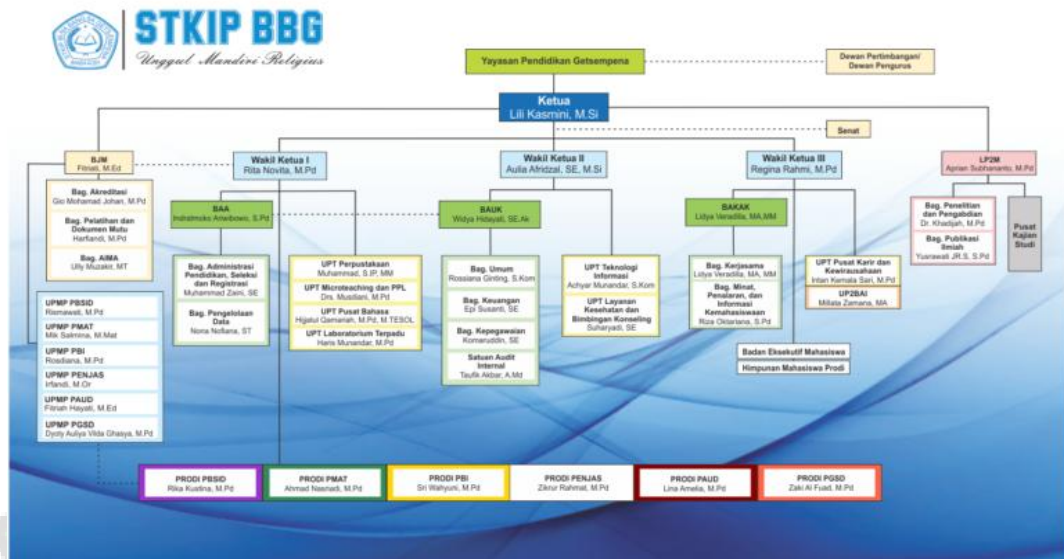 STKIP BBG
Unggul Mandiri Religius
Yayasan Pendidikan Getsempena
Dewan Pertimbangan/
Dewan Pengurus
Ketua
Lili Kasmini, M.Si
Senat
BJM
Fitriati, M.Ed
Wakil Ketua I
Rita Novita, M.Pd
Wakil Ketua II
Aulia Afridzal, SE, M.Si
Wakil Ketua III
Regina Rahmi, M.Pd
LP2M
Aprian Subhananto, M.Pd
Bag. Akreditasi
Gio Mohamad Johan, M.Pd
Bag. Pelatihan dan
Dokumen Mutu
Harfiandi, M.Pd
Bag. AIMA
Ully Muzakir, MT
BAA
S.Pd
BAUK
Widya Hidayati, SE.Ak
BAKAK
Lidya Veradilla, MA,MM
Bag. Penelitian
dan Pengabdian
Dr. Khadijah, M.Pd
Bag. Publikasi
Ilmiah
Yusrawati JR.S, S.Pd
Pusat
Kajian
Studi
Bag. Administrasi
Pendidikan, Seleksi
dan Registrasi
Muhammad Zaini, SE
Bag. Pengelolaan
Data
Nona Nofiana, ST
UPT Perpustakaan
Muhammad, S.IP, MM
UPT Microteaching dan PPL
Drs. Musdiani, M.Pd
UPT Pusat Bahasa
Hijjatul Qamariah, M.Pd, M.TESOL
UPT Laboratorium Terpadu
Haris Munandar, M.Pd
Bag. Umum
Rossiana Ginting, S.Kom
Bag. Keuangan
Epi Susanti, SE
Bag. Kepegawaian
Komaruddin, SE
Satuan Audit
Internal
Taufik Akbar, A.Md
UPT Teknologi
Informasi
Achyar Munandar, S.Kom
UPT Layanan
Kesehatan dan
Bimbingan Konseling
Suharyadi, SE
Bag. Kerjasama
Lidya Veradilla, MA, MM
Bag. Minat,
Penalaran, dan
Informasi
Kemahasiswaan
Riza Oktariana, S.Pd
UPT Pusat Karir dan
Kewirausahaan
Intan Kemala Sari, M.Pd
UP2BAI
Millata Zamana, MA
Badan Eksekutif Mahasiswa
Himpunan Mahasiswa Prodi
UPMP PBSID
Rismawati, M.Pd
UPMP PMAT
Mik Salmina, M.Mat
UPMP PBI
Rosdiana, M.Pd
UPMP PENJAS
Irfandi, M.Or
UPMP PAUD
Fitriah Hayati, M.Ed
UPMP PGSD
Dyoty Auliya Vilda Ghasya, M.Pd
PRODI PBSID
Rika Kustina, M.Pd
PRODI PMAT
Ahmad Nasriadi, M.Pd
PRODI PBI
Sri Wahyuni, M.Pd
PRODI PENJAS
Zikrur Rahmat, M.Pd
PRODI PAUD
Lina Amelia, M.Pd
PRODI PGSD
Zaki Al Fuad, M.Pd